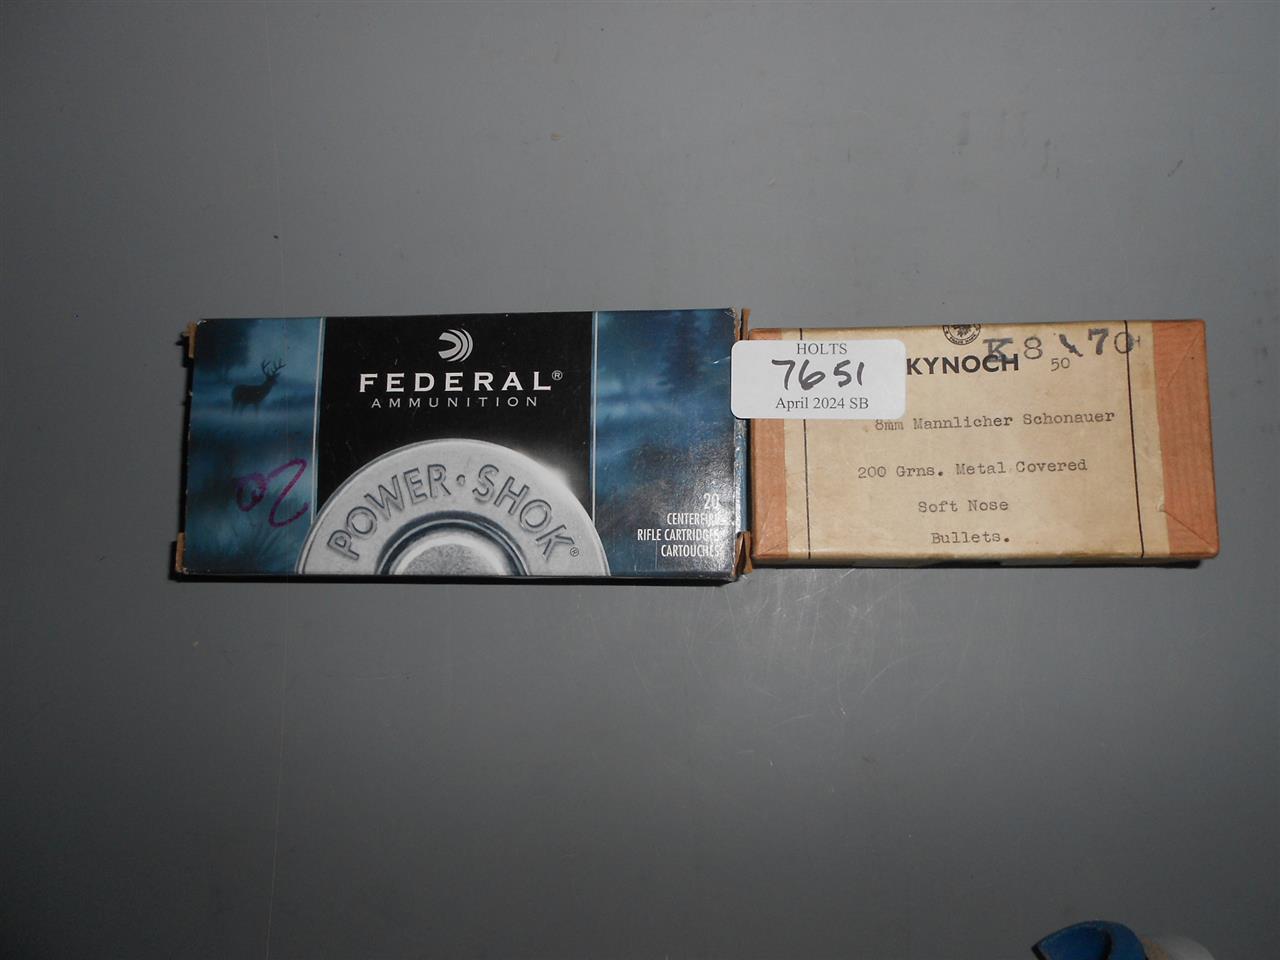 FEDERAL®
AMMUNITION
POWER·SHOK®
20
20
CENTERFIRE
RIFLE CARTRIDGES
CARTOUCHES
HOLTS
7651
April 2024 SB
KYNOCH
50
8mm Mannlicher Schonauer
200 Grns. Metal Covered
Soft Nose
Bullets.